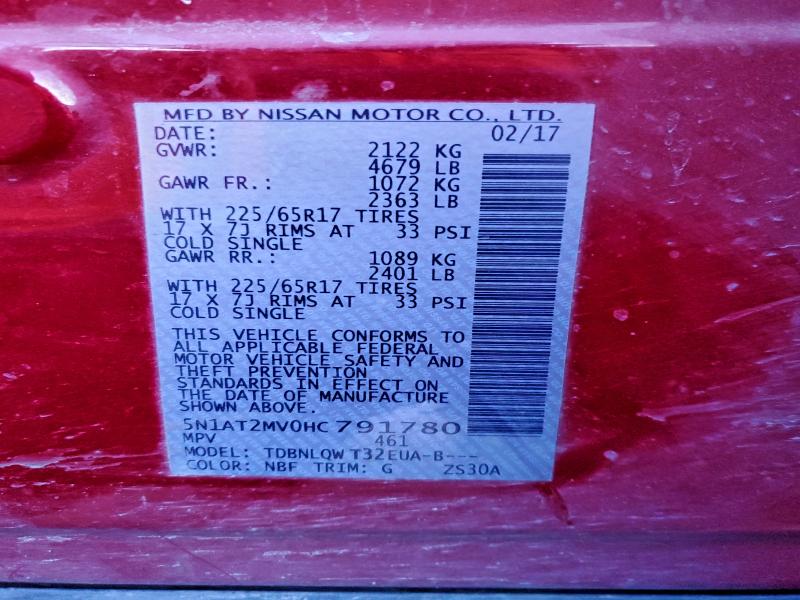 MFD BY NISSAN MOTOR CO., LTD.
DATE: 02/17
GVWR: 2122 KG
4679 LB
GAWR FR.: 1072 KG
2363 LB
WITH 225/65R17 TIRES
17 X 7J RIMS AT 33 PSI
COLD SINGLE
GAWR RR.: 1089 KG
2401 LB
WITH 225/65R17 TIRES
17 X 7J RIMS AT 33 PSI
COLD SINGLE
THIS VEHICLE CONFORMS TO
ALL APPLICABLE FEDERAL
MOTOR VEHICLE SAFETY AND
THEFT PREVENTION
STANDARDS IN EFFECT ON
THE DATE OF MANUFACTURE
SHOWN ABOVE.
5N1AT2MV0HC 791780
MPV 461
MODEL: TDBNLQW T32EUA-B---
COLOR: NBF TRIM: G ZS30A